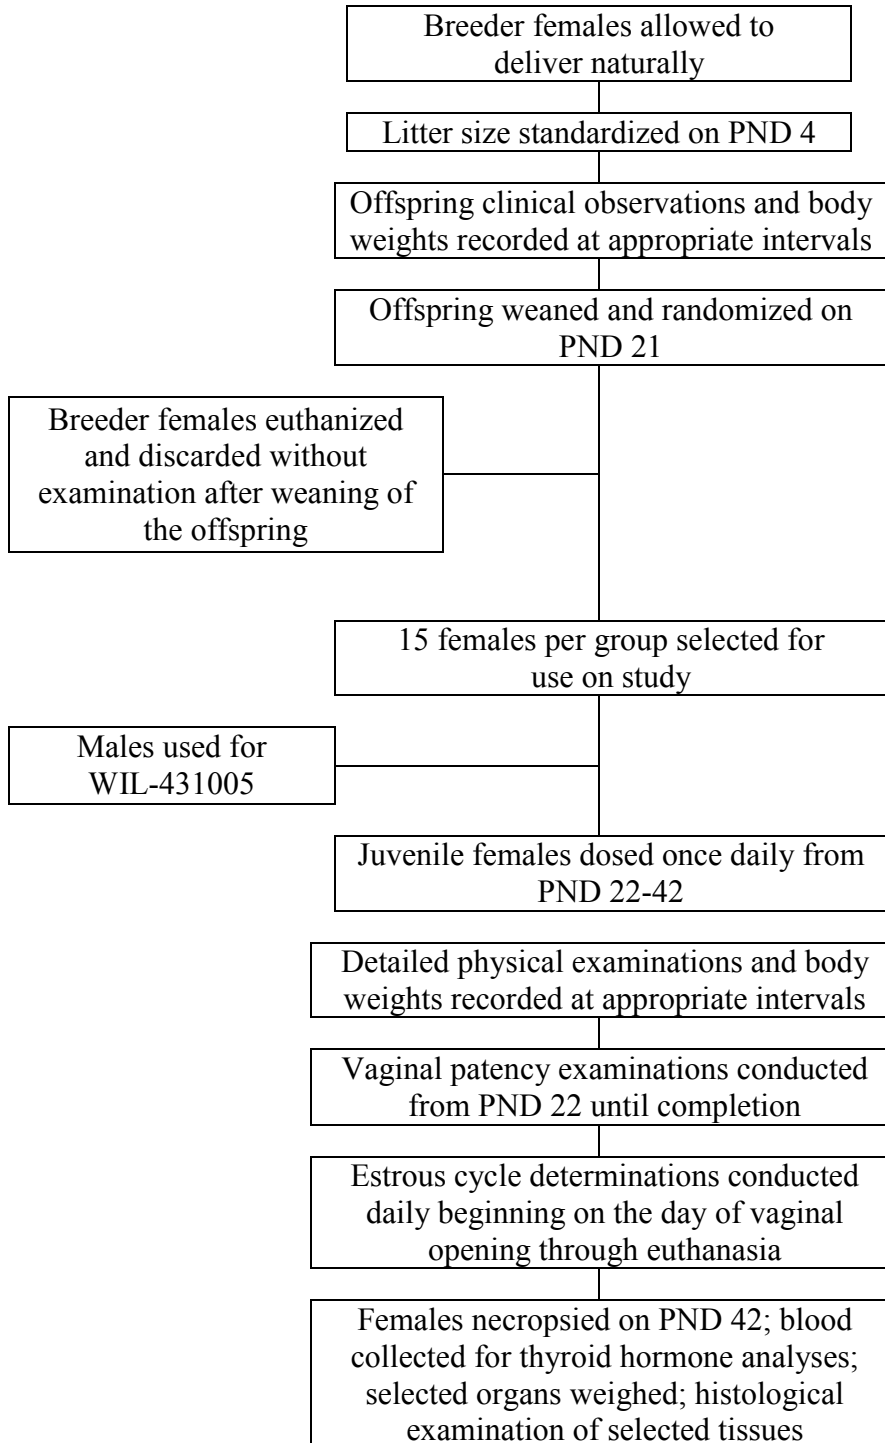 Breeder females allowed to
deliver naturally
Litter size standardized on PND 4
Offspring clinical observations and body
weights recorded at appropriate intervals
Offspring weaned and randomized on
PND 21
Breeder females euthanized
and discarded without
examination after weaning of
the offspring
15 females per group selected for
use on study
Males used for
WIL-431005
Juvenile females dosed once daily from
PND 22-42
Detailed physical examinations and body
weights recorded at appropriate intervals
Vaginal patency examinations conducted
from PND 22 until completion
Estrous cycle determinations conducted
daily beginning on the day of vaginal
opening through euthanasia
Females necropsied on PND 42; blood
collected for thyroid hormone analyses;
selected organs weighed; histological
examination of selected tissues